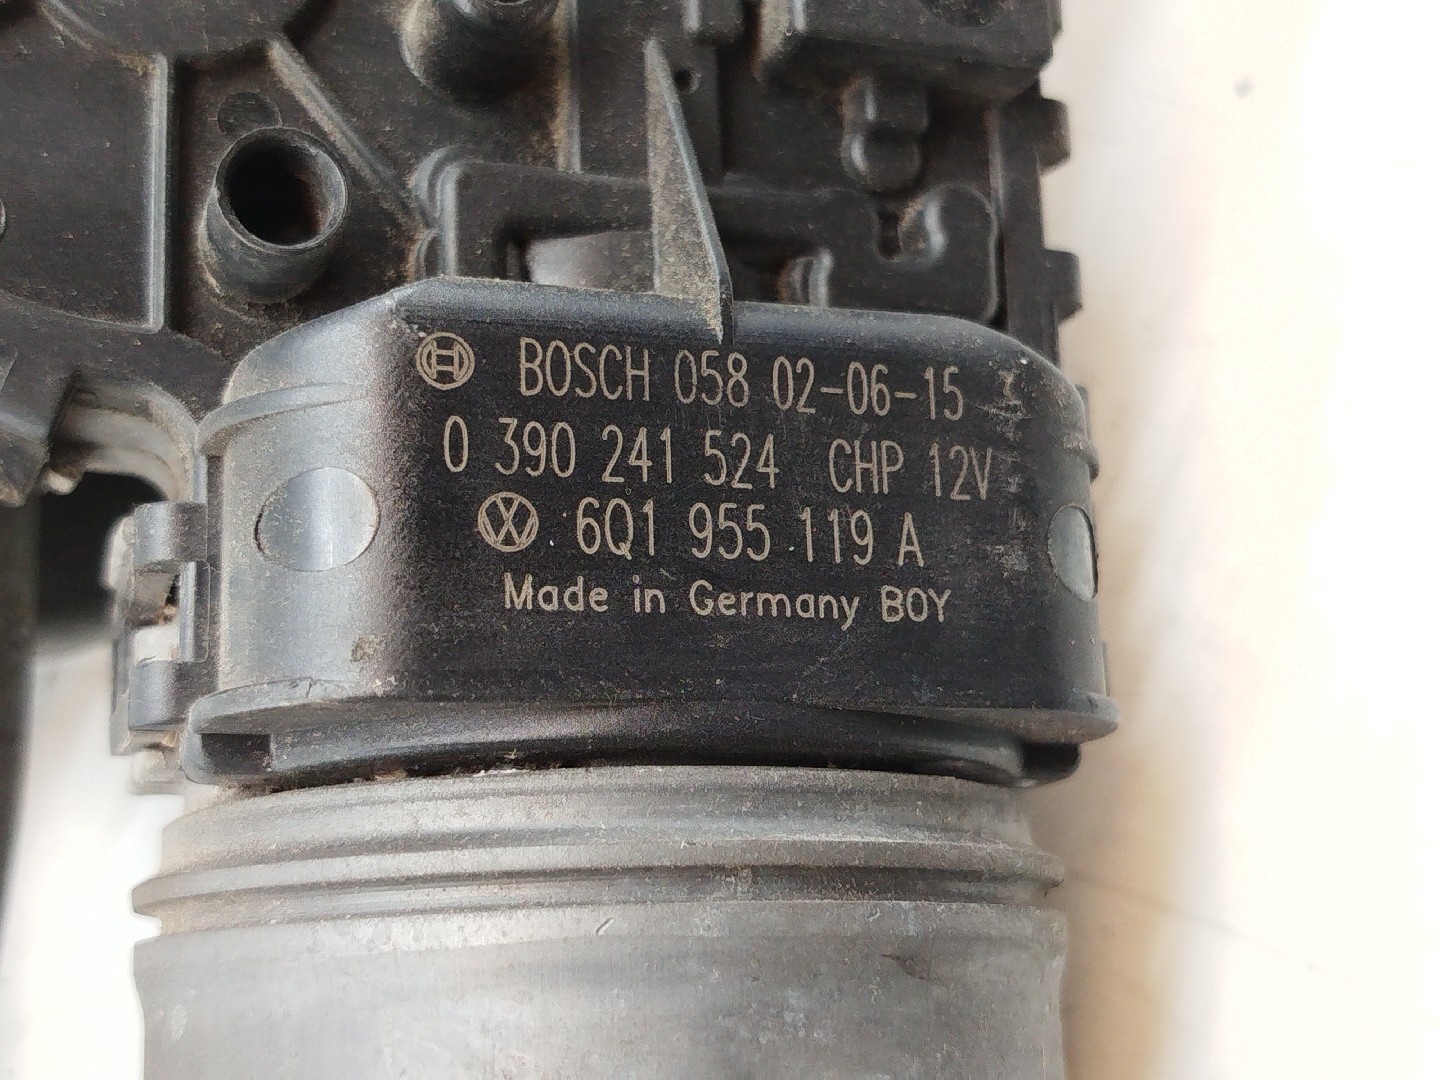 BOSCH 058 02-06-15
0 390 241 524 CHP 12V
6Q1 955 119 A
Made in Germany BOY